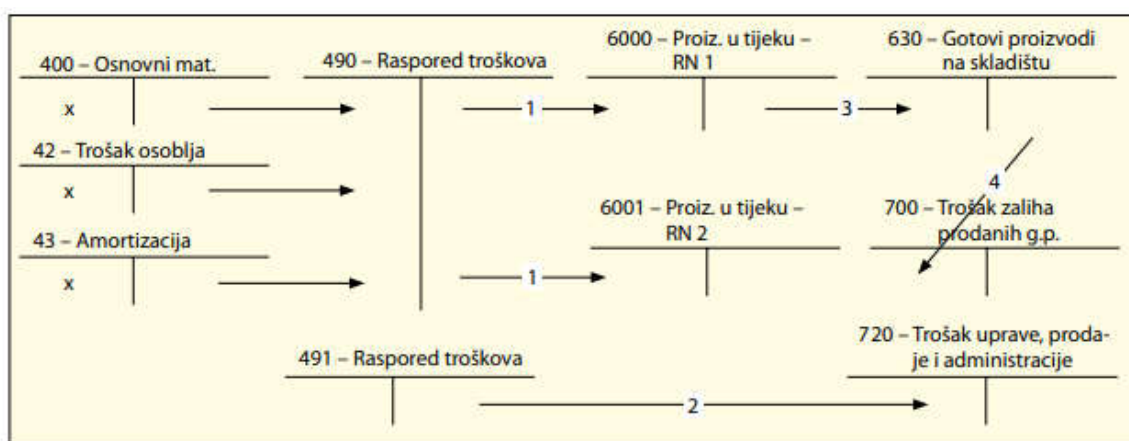 400 – Osnovni mat.
490 – Raspored troškova
6000 – Proiz. u tijeku –
RN 1
630 – Gotovi proizvodi
na skladištu
x
1
3
42 – Trošak osoblja
x
4
6001 – Proiz. u tijeku –
RN 2
700 – Trošak zaliha
prodanih g.p.
43 – Amortizacija
x
1
491 – Raspored troškova
720 – Trošak uprave, proda-
je i administracije
2